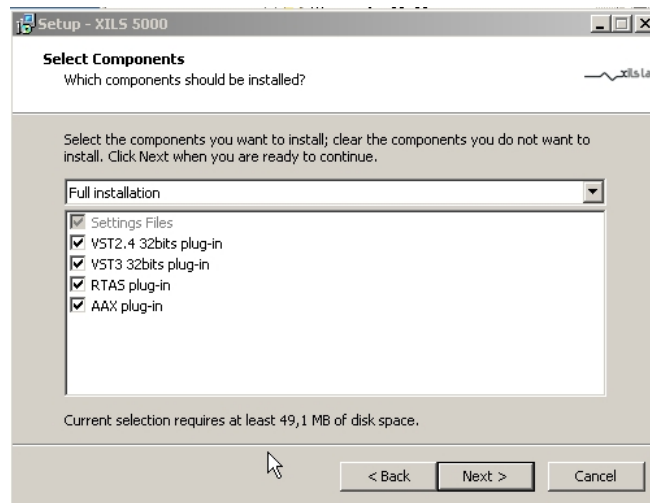 Setup - XILS 5000
Select Components
Which components should be installed?
Select the components you want to install; clear the components you do not want to
install. Click Next when you are ready to continue.
Full installation
Settings Files
VST2.4 32bits plug-in
VST3 32bits plug-in
RTAS plug-in
AAX plug-in
Current selection requires at least 49,1 MB of disk space.
< Back
Next >
Cancel